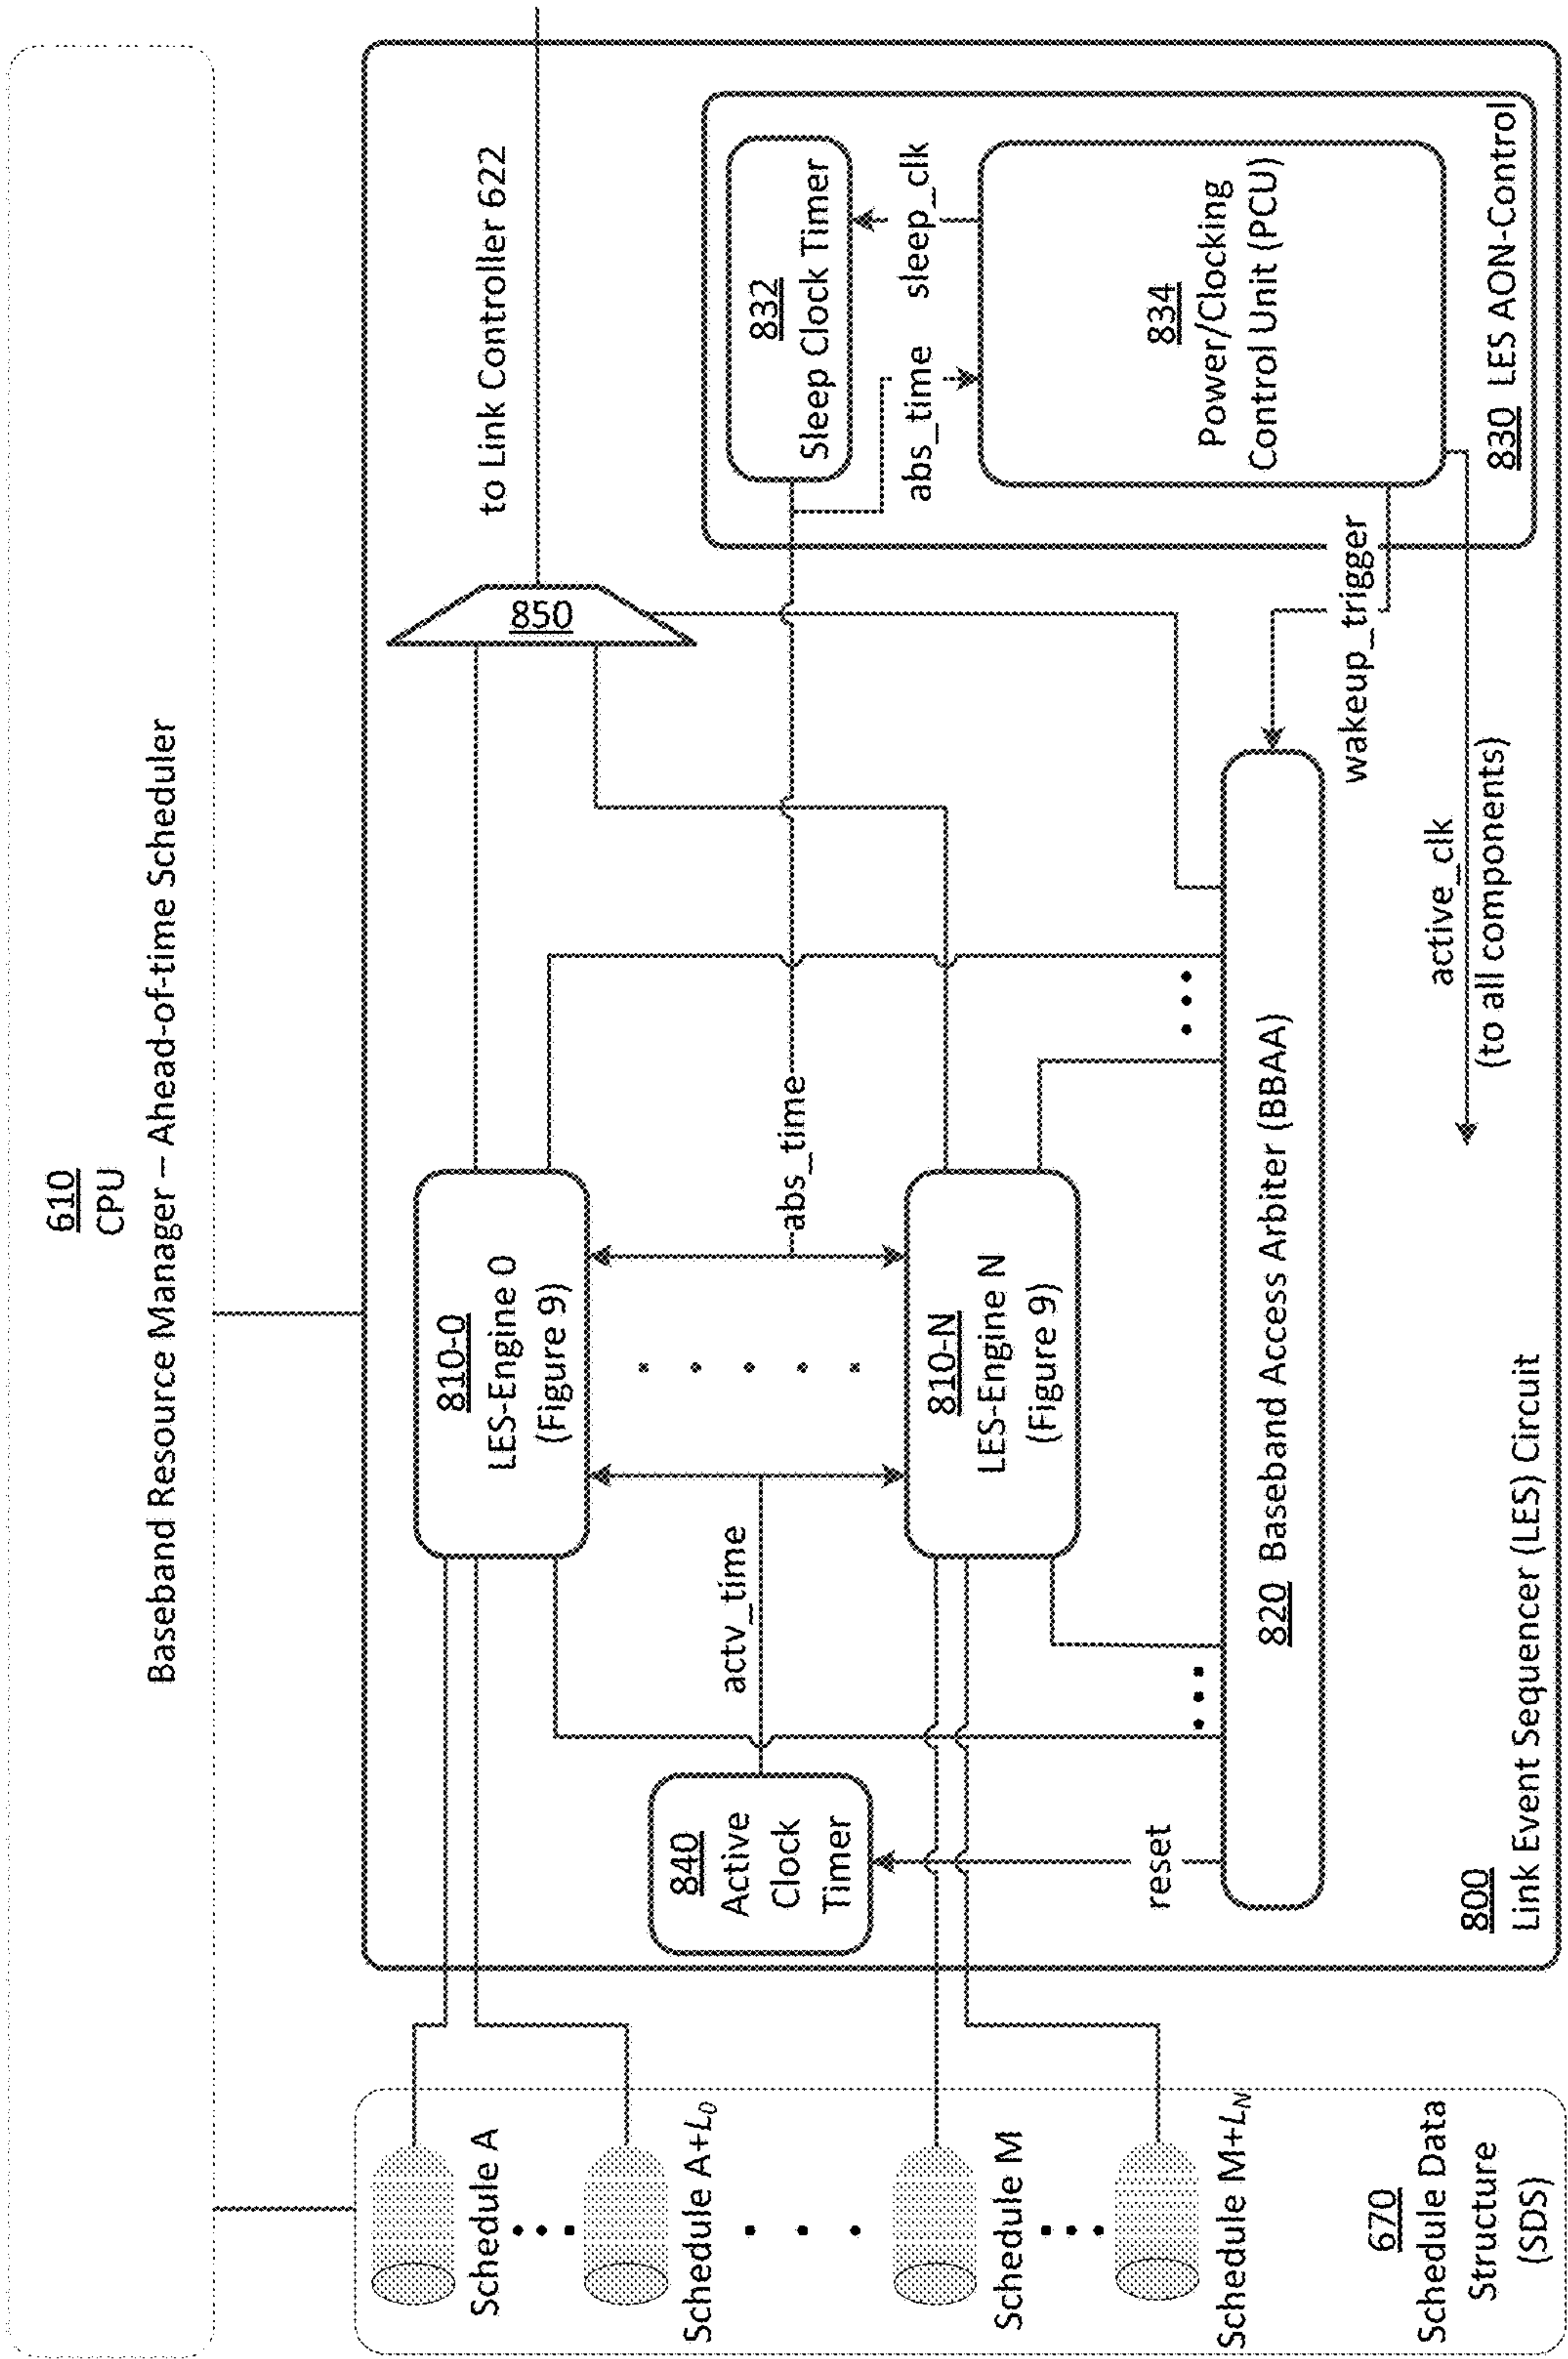 610
CPU
Baseband Resource Manager – Ahead-of-time Scheduler
Schedule A
Schedule A+L0
Schedule M
Schedule M+LN
670
Schedule Data
Structure
(SDS)
to Link Controller 622
850
810-0
LES-Engine 0
(Figure 9)
810-N
LES-Engine N
(Figure 9)
actv_time
abs_time
840
Active
Clock
Timer
reset
820 Baseband Access Arbiter (BBAA)
832
Sleep Clock Timer
abs_time
sleep_clk
834
Power/Clocking
Control Unit (PCU)
830 LES AON-Control
wakeup_trigger
active_clk
(to all components)
800
Link Event Sequencer (LES) Circuit